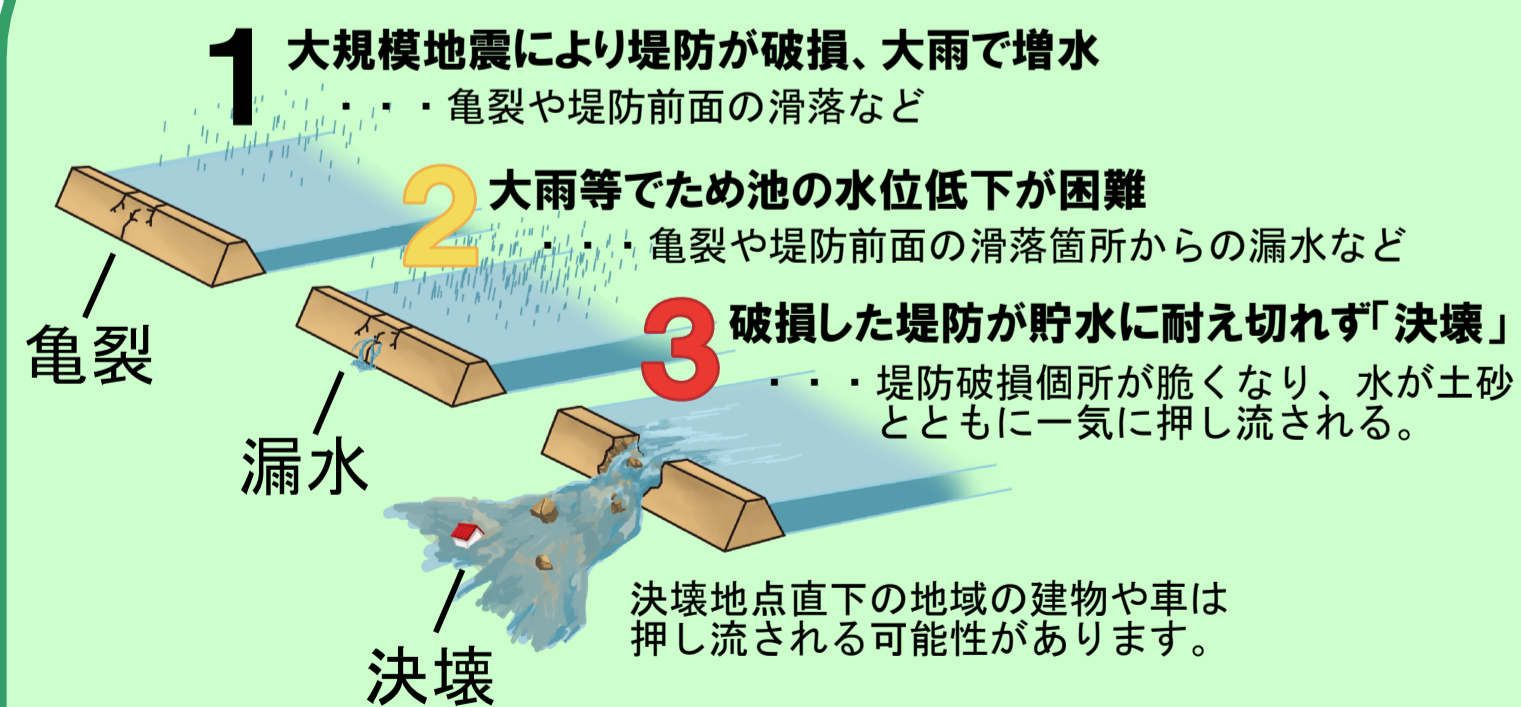 1 大規模地震により堤防が破損、大雨で増水
・・・亀裂や堤防前面の滑落など
2 大雨等でため池の水位低下が困難
・・・亀裂や堤防前面の滑落箇所からの漏水など
亀裂
3 破損した堤防が貯水に耐え切れず「決壊」
・・・堤防破損個所が脆くなり、水が土砂
とともに一気に押し流される。
漏水
決壊地点直下の地域の建物や車は
押し流される可能性があります。
決壊